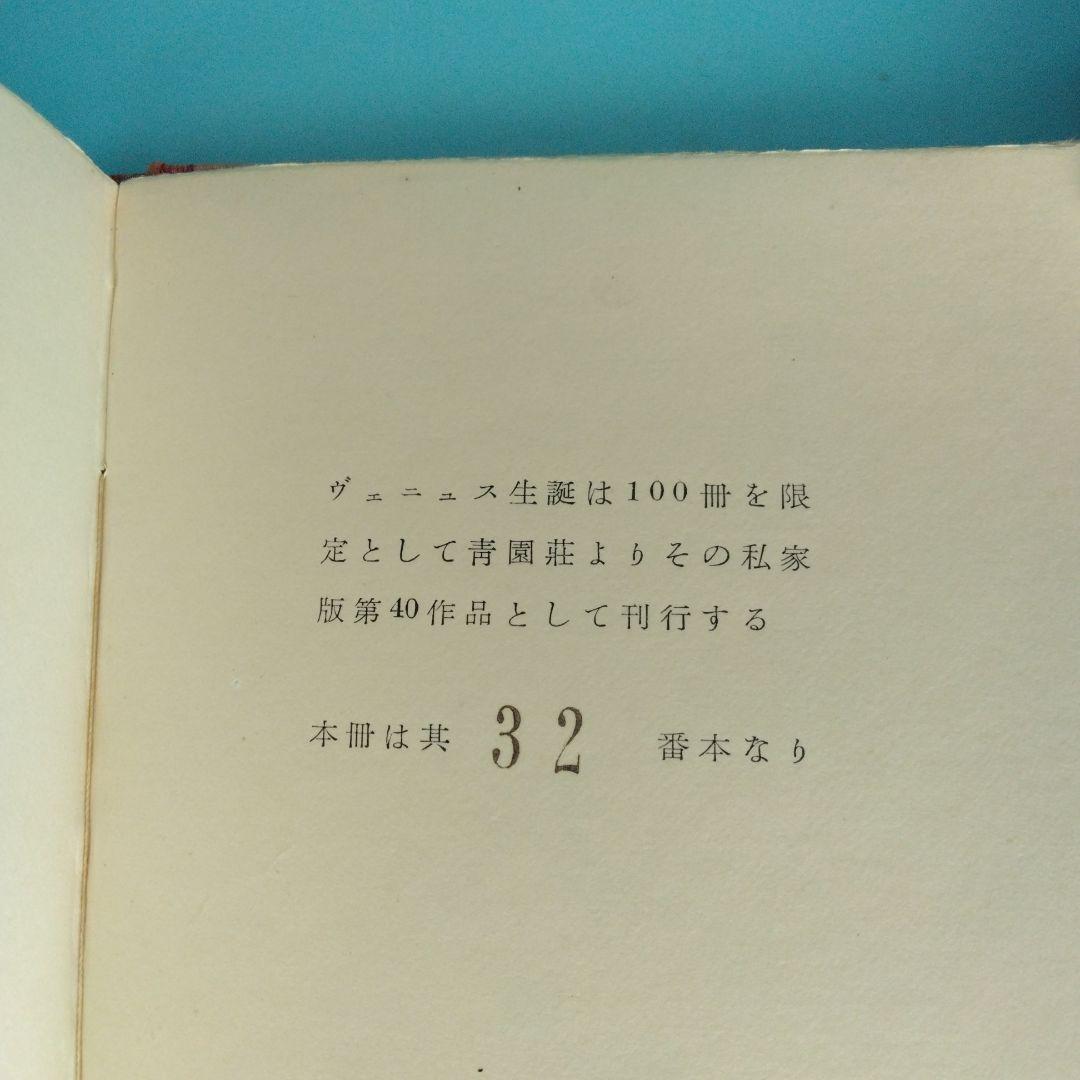 ヴェニュス生誕は100冊を限
定として靑園莊よりその私家
版第40作品として刊行する
本冊は其 32 番本なり